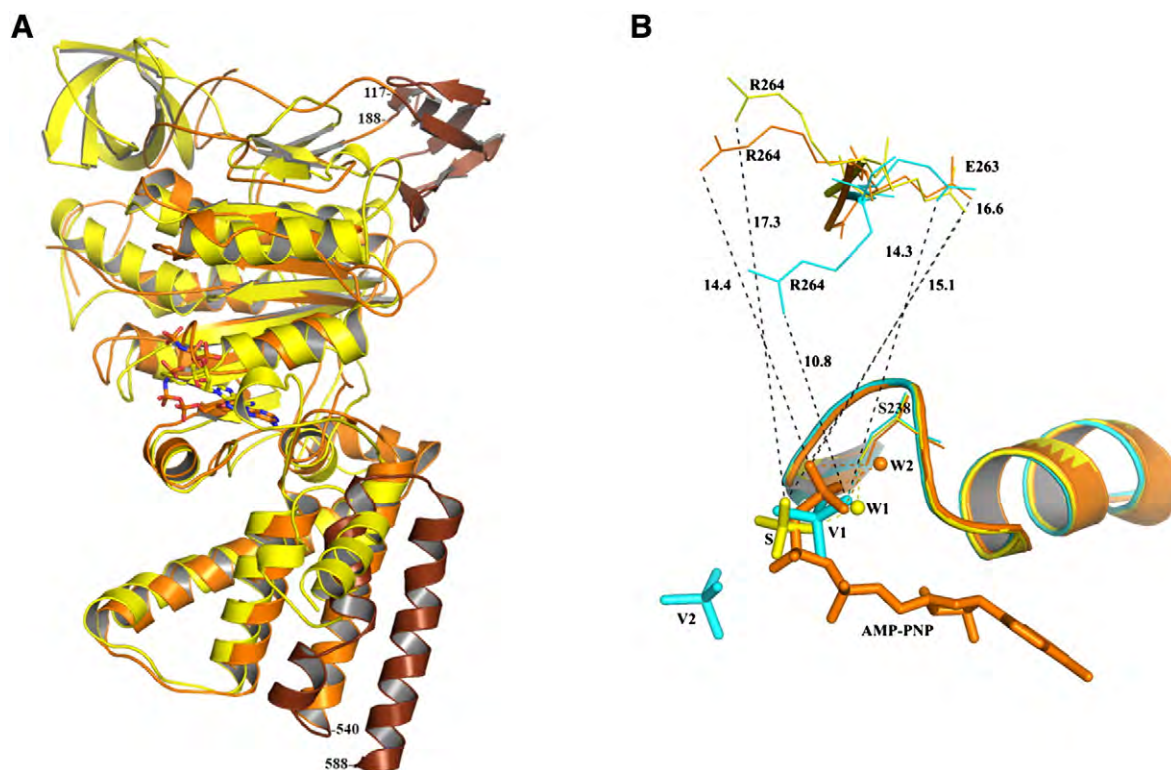 A
117-
188-
-540
588-
B
R264
R264
E263
16.6
17.3
14.3
14.4
R264
15.1
10.8
S238
W2
W1
S
V1
V2
AMP-PNP